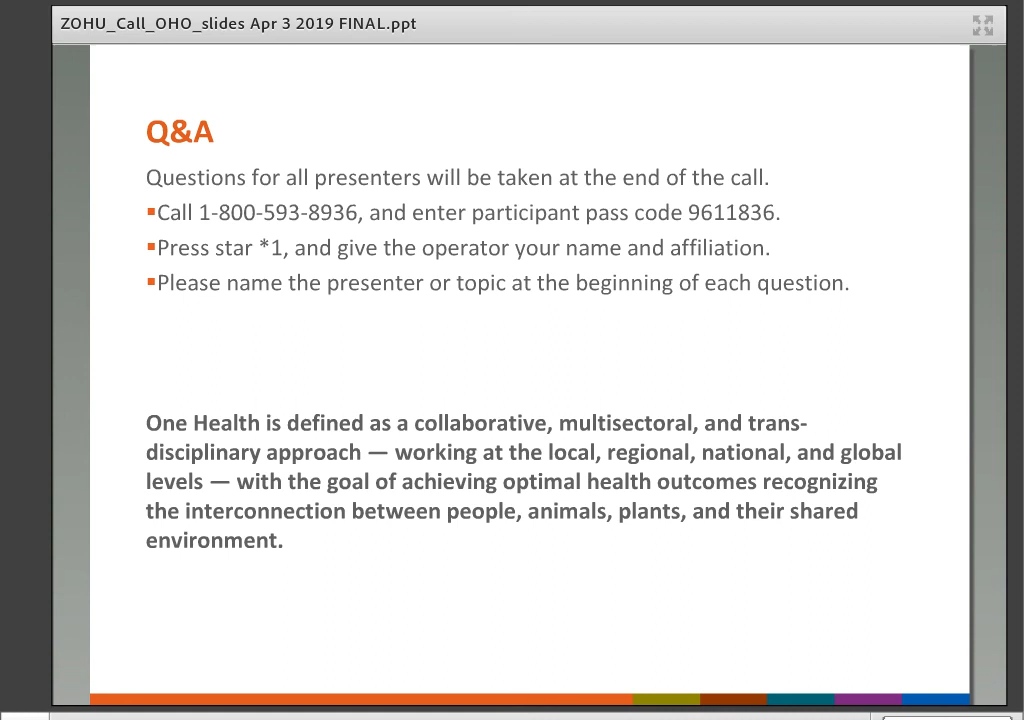 ZOHU_Call_OHO_slides Apr 3 2019 FINAL.ppt
Q&A
Questions for all presenters will be taken at the end of the call.
▪Call 1-800-593-8936, and enter participant pass code 9611836.
▪Press star *1, and give the operator your name and affiliation.
▪Please name the presenter or topic at the beginning of each question.
One Health is defined as a collaborative, multisectoral, and trans-
disciplinary approach — working at the local, regional, national, and global
levels — with the goal of achieving optimal health outcomes recognizing
the interconnection between people, animals, plants, and their shared
environment.